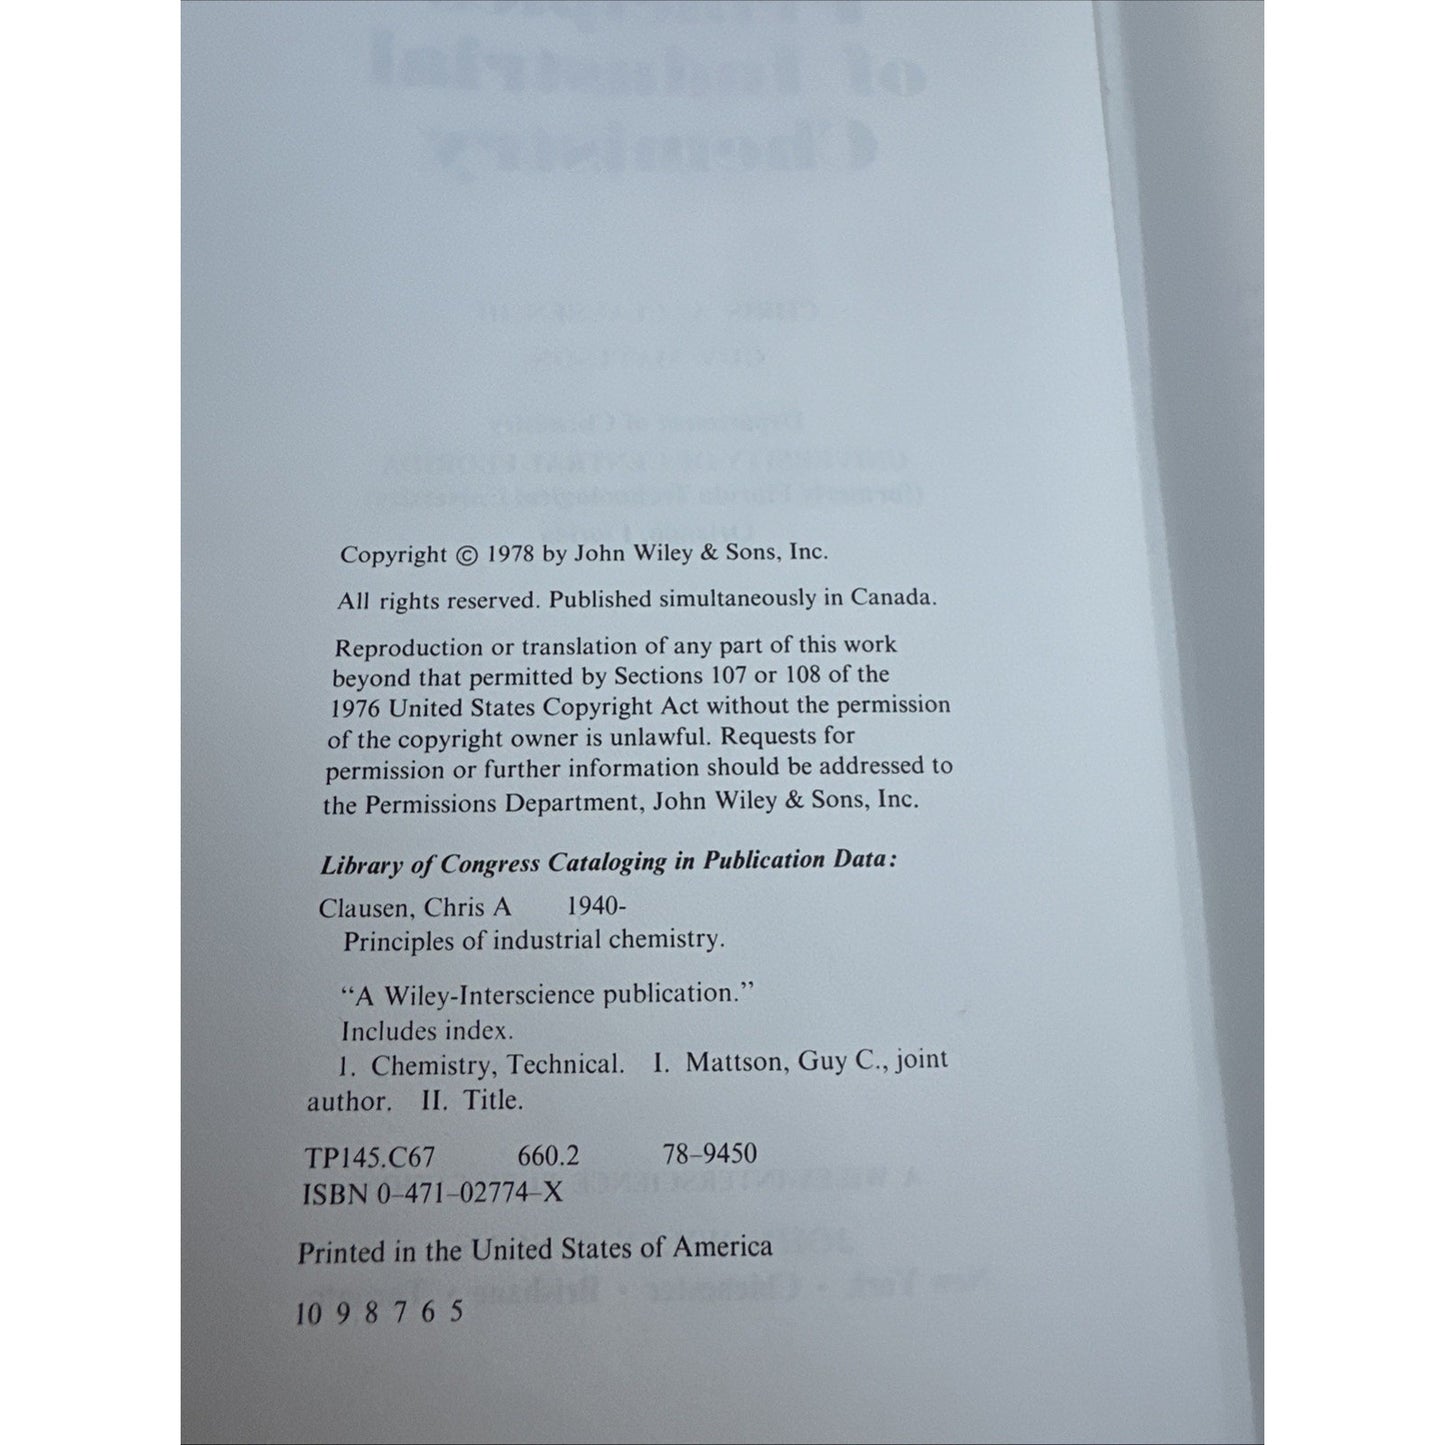 Copyright © 1978 by John Wiley & Sons, Inc.
All rights reserved. Published simultaneously in Canada.
Reproduction or translation of any part of this work
beyond that permitted by Sections 107 or 108 of the
1976 United States Copyright Act without the permission
of the copyright owner is unlawful. Requests for
permission or further information should be addressed to
the Permissions Department, John Wiley & Sons, Inc.
Library of Congress Cataloging in Publication Data:
Clausen, Chris A 1940-
Principles of industrial chemistry.
“A Wiley-Interscience publication.”
Includes index.
1. Chemistry, Technical. I. Mattson, Guy C., joint
author. II. Title.
TP145.C67 660.2 78–9450
ISBN 0–471–02774–X
Printed in the United States of America
10 9 8 7 6 5